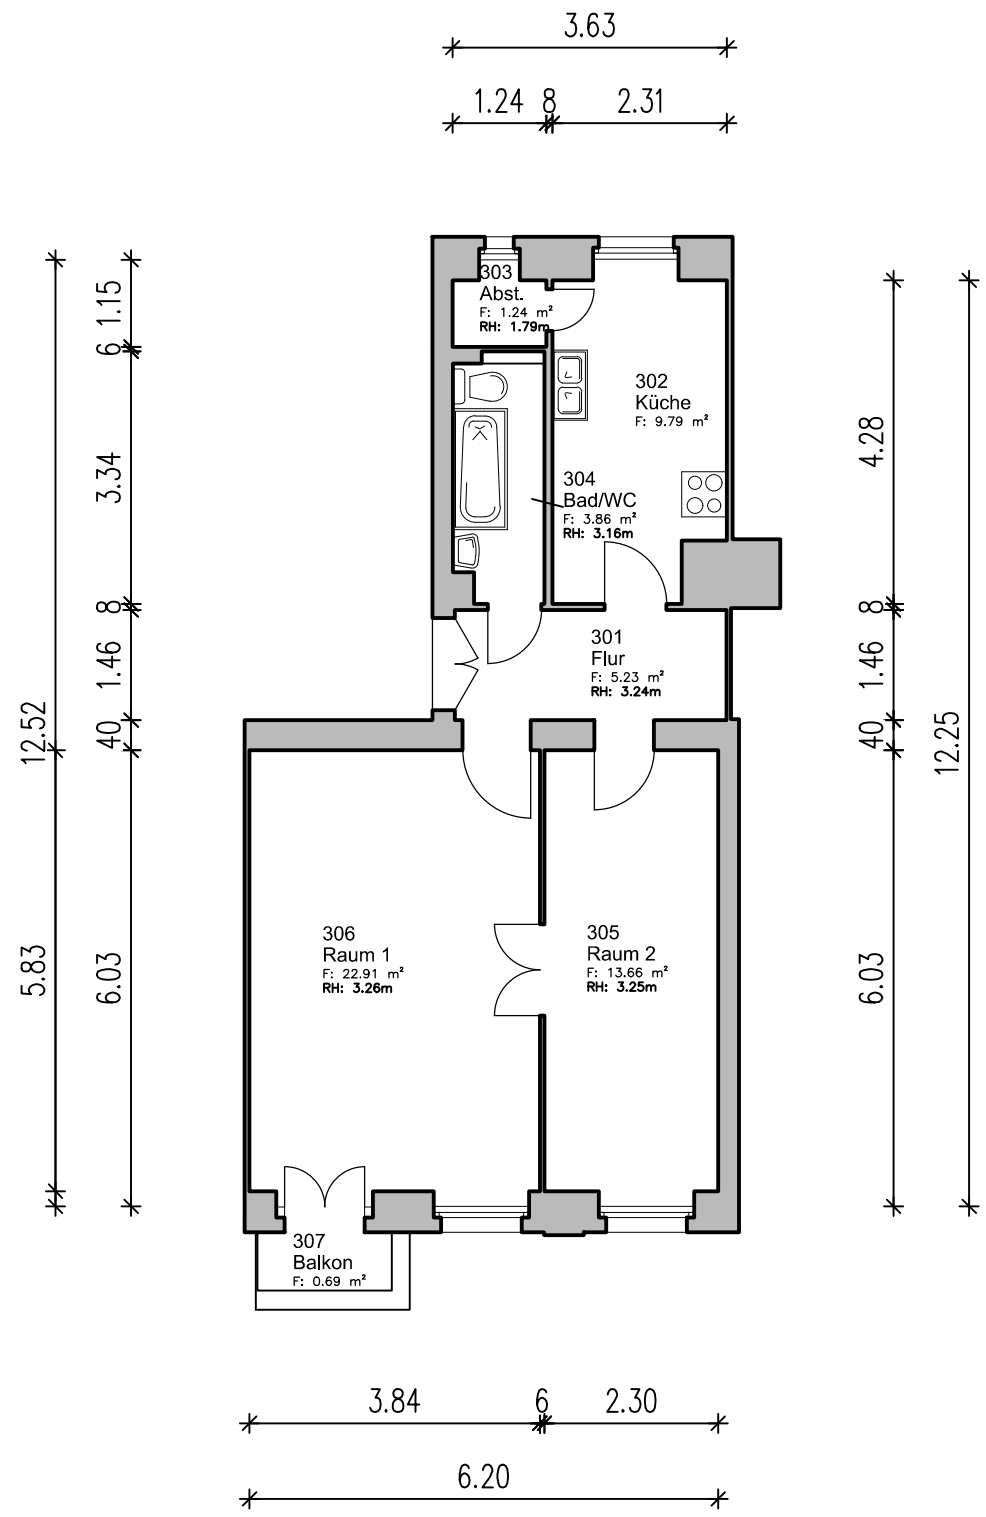 3.63
1.24 8 2.31
303
Abst.
F: 1.24 m²
RH: 1.79m
302
Küche
F: 9.79 m²
304
Bad/WC
F: 3.86 m²
RH: 3.16m
301
Flur
F: 5.23 m²
RH: 3.24m
306
Raum 1
F: 22.91 m²
RH: 3.26m
305
Raum 2
F: 13.66 m²
RH: 3.25m
307
Balkon
F: 0.69 m²
12.52
5.83
1.15
6
3.34
8
1.46
40
6.03
4.28
8
1.46
40
6.03
12.25
3.84 6 2.30
6.20